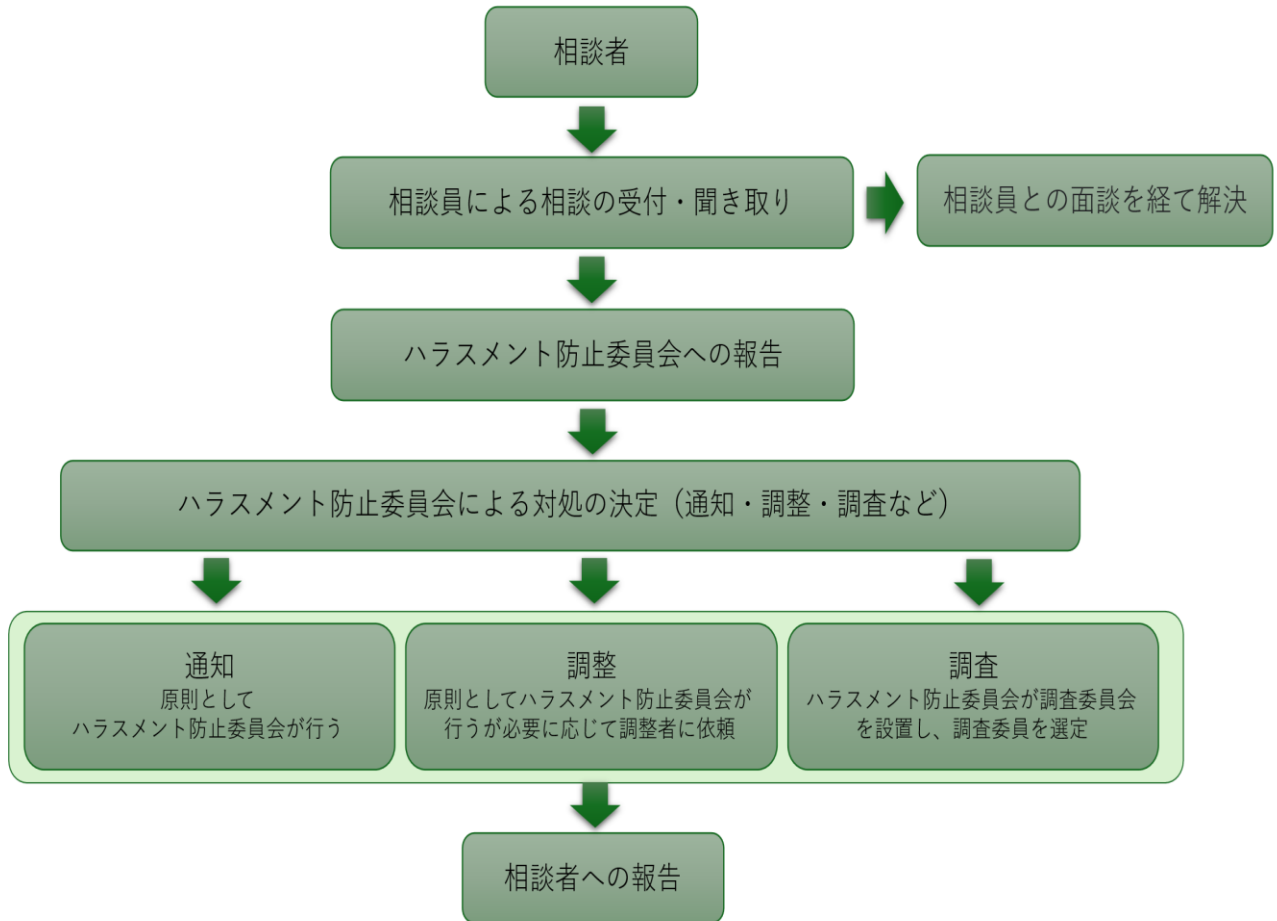 相談者
相談員による相談の受付・聞き取り
相談員との面談を経て解決
ハラスメント防止委員会への報告
ハラスメント防止委員会による対処の決定（通知・調整・調査など）
通知
原則として
ハラスメント防止委員会が行う
調整
原則としてハラスメント防止委員会が
行うが必要に応じて調整者に依頼
調査
ハラスメント防止委員会が調査委員会
を設置し、調査委員を選定
相談者への報告